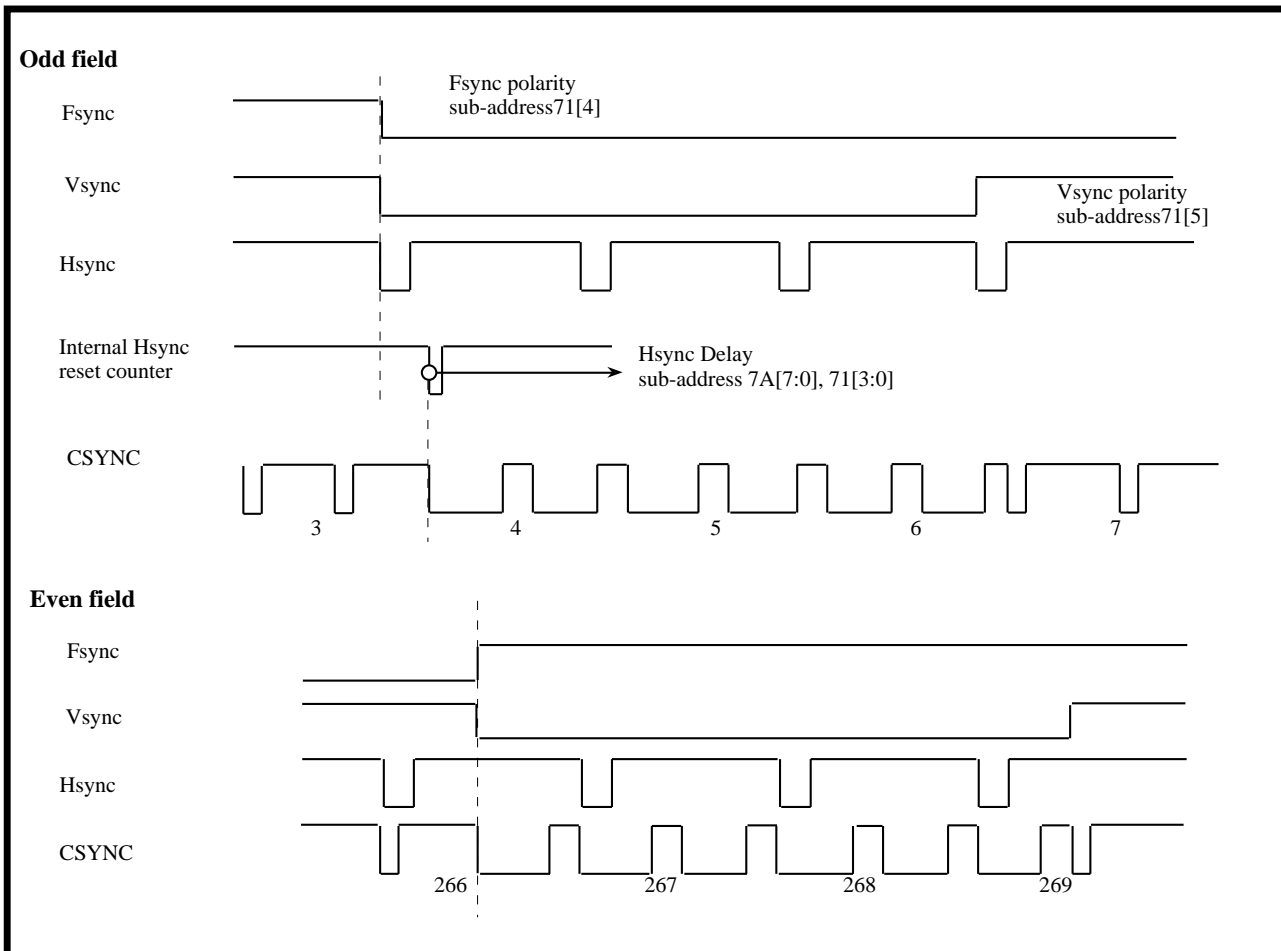 Odd field
Fsync polarity
sub-address71[4]
Fsync
Vsync
Vsync polarity
sub-address71[5]
Hsync
Internal Hsync
reset counter
Hsync Delay
sub-address 7A[7:0], 71[3:0]
CSYNC
3 4 5 6 7
Even field
Fsync
Vsync
Hsync
CSYNC
266 267 268 269